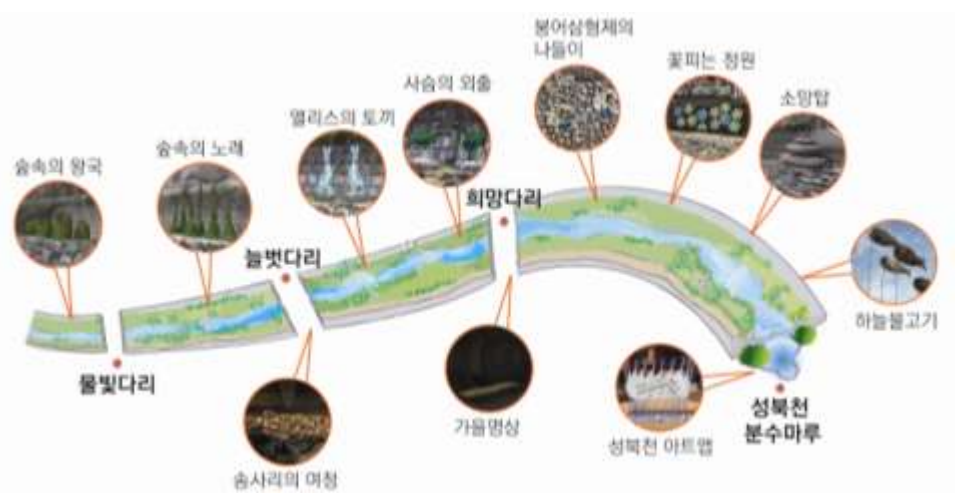 붕어삼형제의
나들이
꽃피는 정원
사슴의 외출
소망탑
앨리스의 토끼
숲속의 노래
숲속의 왕국
희망다리
늘벗다리
하늘물고기
물빛다리
가을명상
성북천 아트맵
성북천
분수마루
송사리의 여정